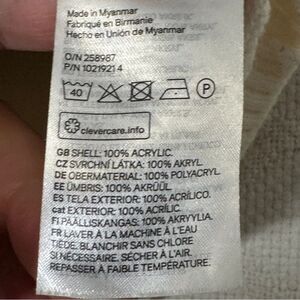 Made in Myanmar
Fabriqué en Birmanie
Hecho en Unión de Myanmar
O/N 258987
P/N 1021921 4
40
P
clevercare.info
GB SHELL: 100% ACRYLIC.
CZ SVRCHNÍ LÁTKA: 100% AKRYL.
DE OBERMATERIAL: 100% POLYACRYL.
EE ÜMBRIS: 100% AKRÜÜL.
ES TELA EXTERIOR: 100% ACRÍLICO.
cat EXTERIOR: 100% ACRÍLIC.
FI PÄÄLLISKANGAS: 100% AKRYYLIA.
FR LAVER À LA MACHINE À L'EAU
TIÈDE. BLANCHIR SANS CHLORE
SI NÉCESSAIRE. SÉCHER À L'AIR.
REPASSER À FAIBLE TEMPÉRATURE.